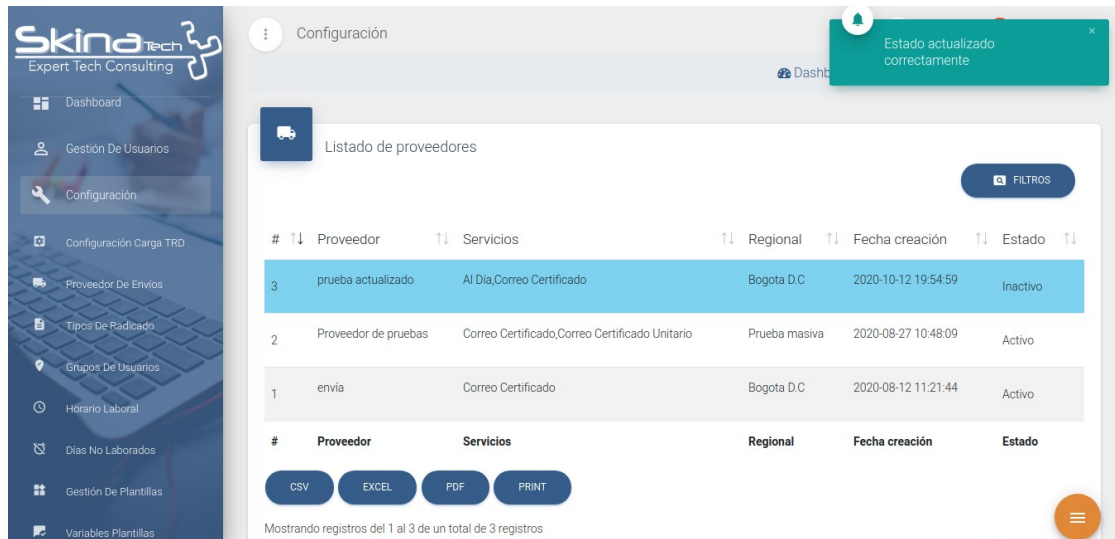 SkinaTech
Expert Tech Consulting
Dashboard
Gestión De Usuarios
Configuración
Configuración Carga TRD
Proveedor De Envíos
Tipos De Radicado
Grupos De Usuarios
Horario Laboral
Días No Laborados
Gestión De Plantillas
Variables Plantillas
Configuración
Dashb
Estado actualizado
correctamente
×
Listado de proveedores
FILTROS
# Proveedor Servicios Regional Fecha creación Estado
3 prueba actualizado Al Día,Correo Certificado Bogota D.C 2020-10-12 19:54:59 Inactivo
2 Proveedor de pruebas Correo Certificado,Correo Certificado Unitario Prueba masiva 2020-08-27 10:48:09 Activo
1 envía Correo Certificado Bogota D.C 2020-08-12 11:21:44 Activo
# Proveedor Servicios Regional Fecha creación Estado
CSV EXCEL PDF PRINT
Mostrando registros del 1 al 3 de un total de 3 registros